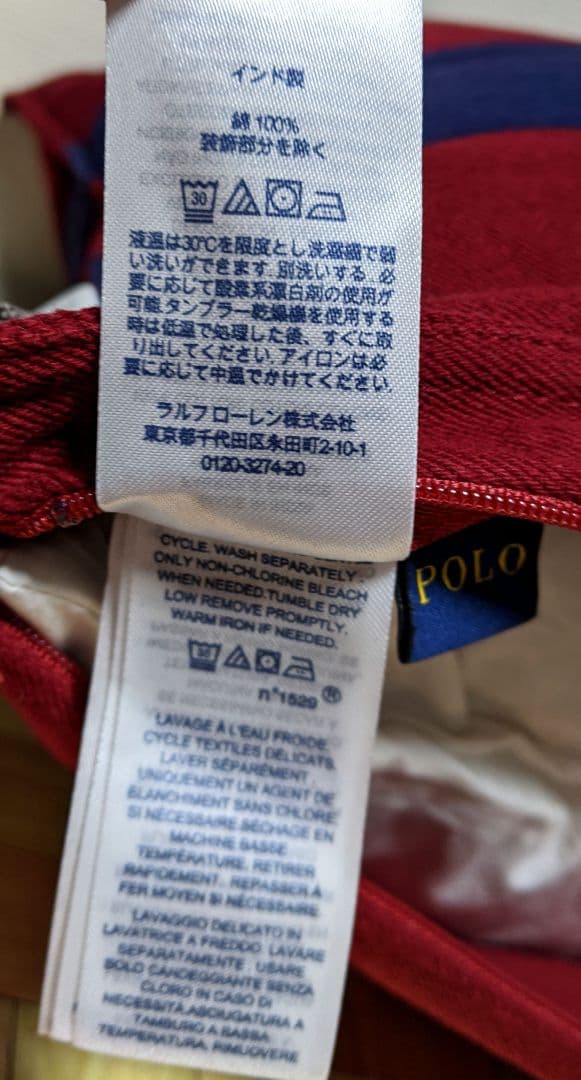 インド製
綿 100%
装飾部分を除く
30
液温は30℃を限度とし洗濯機で弱
い洗いができます. 別洗いする. 必
要に応じて酸素系漂白剤の使用が
可能. タンブラー乾燥機を使用する
時は低温で処理した後、すぐに取
り出してください. アイロンは必
要に応じて中温でかけてください.
ラルフ ローレン株式会社
東京都千代田区永田町2-10-1
0120-3274-20
CYCLE. WASH SEPARATELY.
ONLY NON-CHLORINE BLEACH
WHEN NEEDED.TUMBLE DRY
LOW REMOVE PROMPTLY.
WARM IRON IF NEEDED.
30
n°1529 ®
LAVAGE À L'EAU FROIDE,
CYCLE TEXTILES DÉLICATS.
LAVER SÉPARÉMENT.
UNIQUEMENT UN AGENT DE
BLANCHIMENT SANS CHLORE
SI NÉCESSAIRE.SÉCHAGE EN
MACHINE BASSE
TEMPÉRATURE. RETIRER
RAPIDEMENT. REPASSER À
FER MOYEN SI NÉCESSAIRE.
LAVAGGIO DELICATO IN
LAVATRICE A FREDDO. LAVARE
SEPARATAMENTE. USARE
SOLO CANDEGGIANTE SENZA
CLORO IN CASO DI
NECESSITÀ.ASCIUGATURA A
TAMBURO A BASSA
TEMPERATURA. RIMUOVERE
POLO